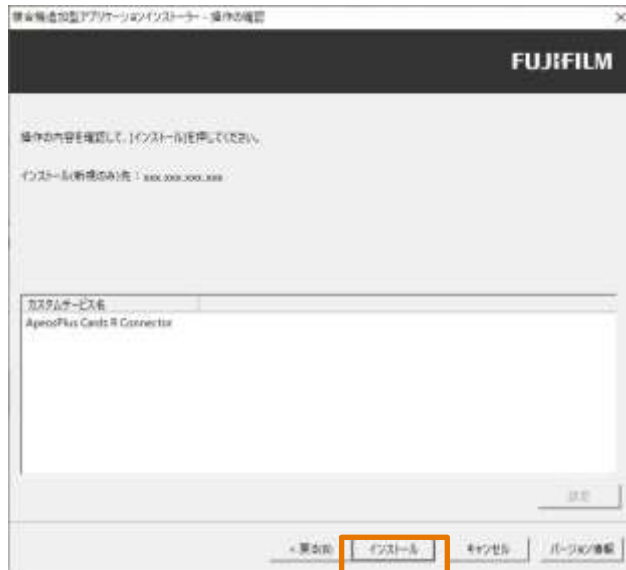 複合機追加型アプリケーションインストーラー - 操作の確認
FUJIFILM
操作の内容を確認して、[インストール]を押してください。
インストール(新規のみ)先：xxx.xxx.xxx.xxx
カスタムサービス名
ApeosPlus Cards R Connector
設定
< 戻る(B)
インストール
キャンセル
バージョン情報